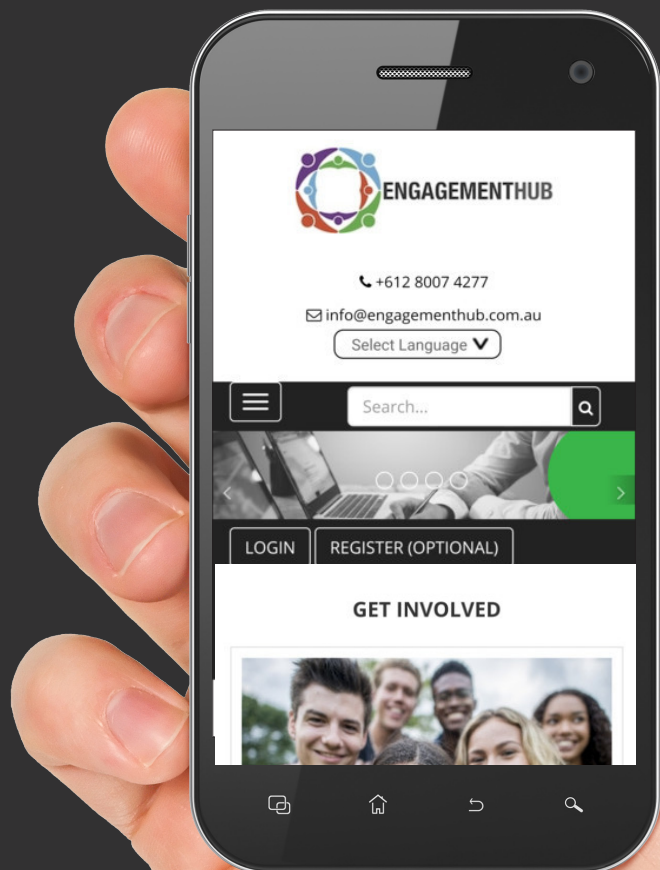 ENGAGEMENTHUB
+612 8007 4277
info@engagementhub.com.au
Select Language
Search...
LOGIN REGISTER (OPTIONAL)
GET INVOLVED